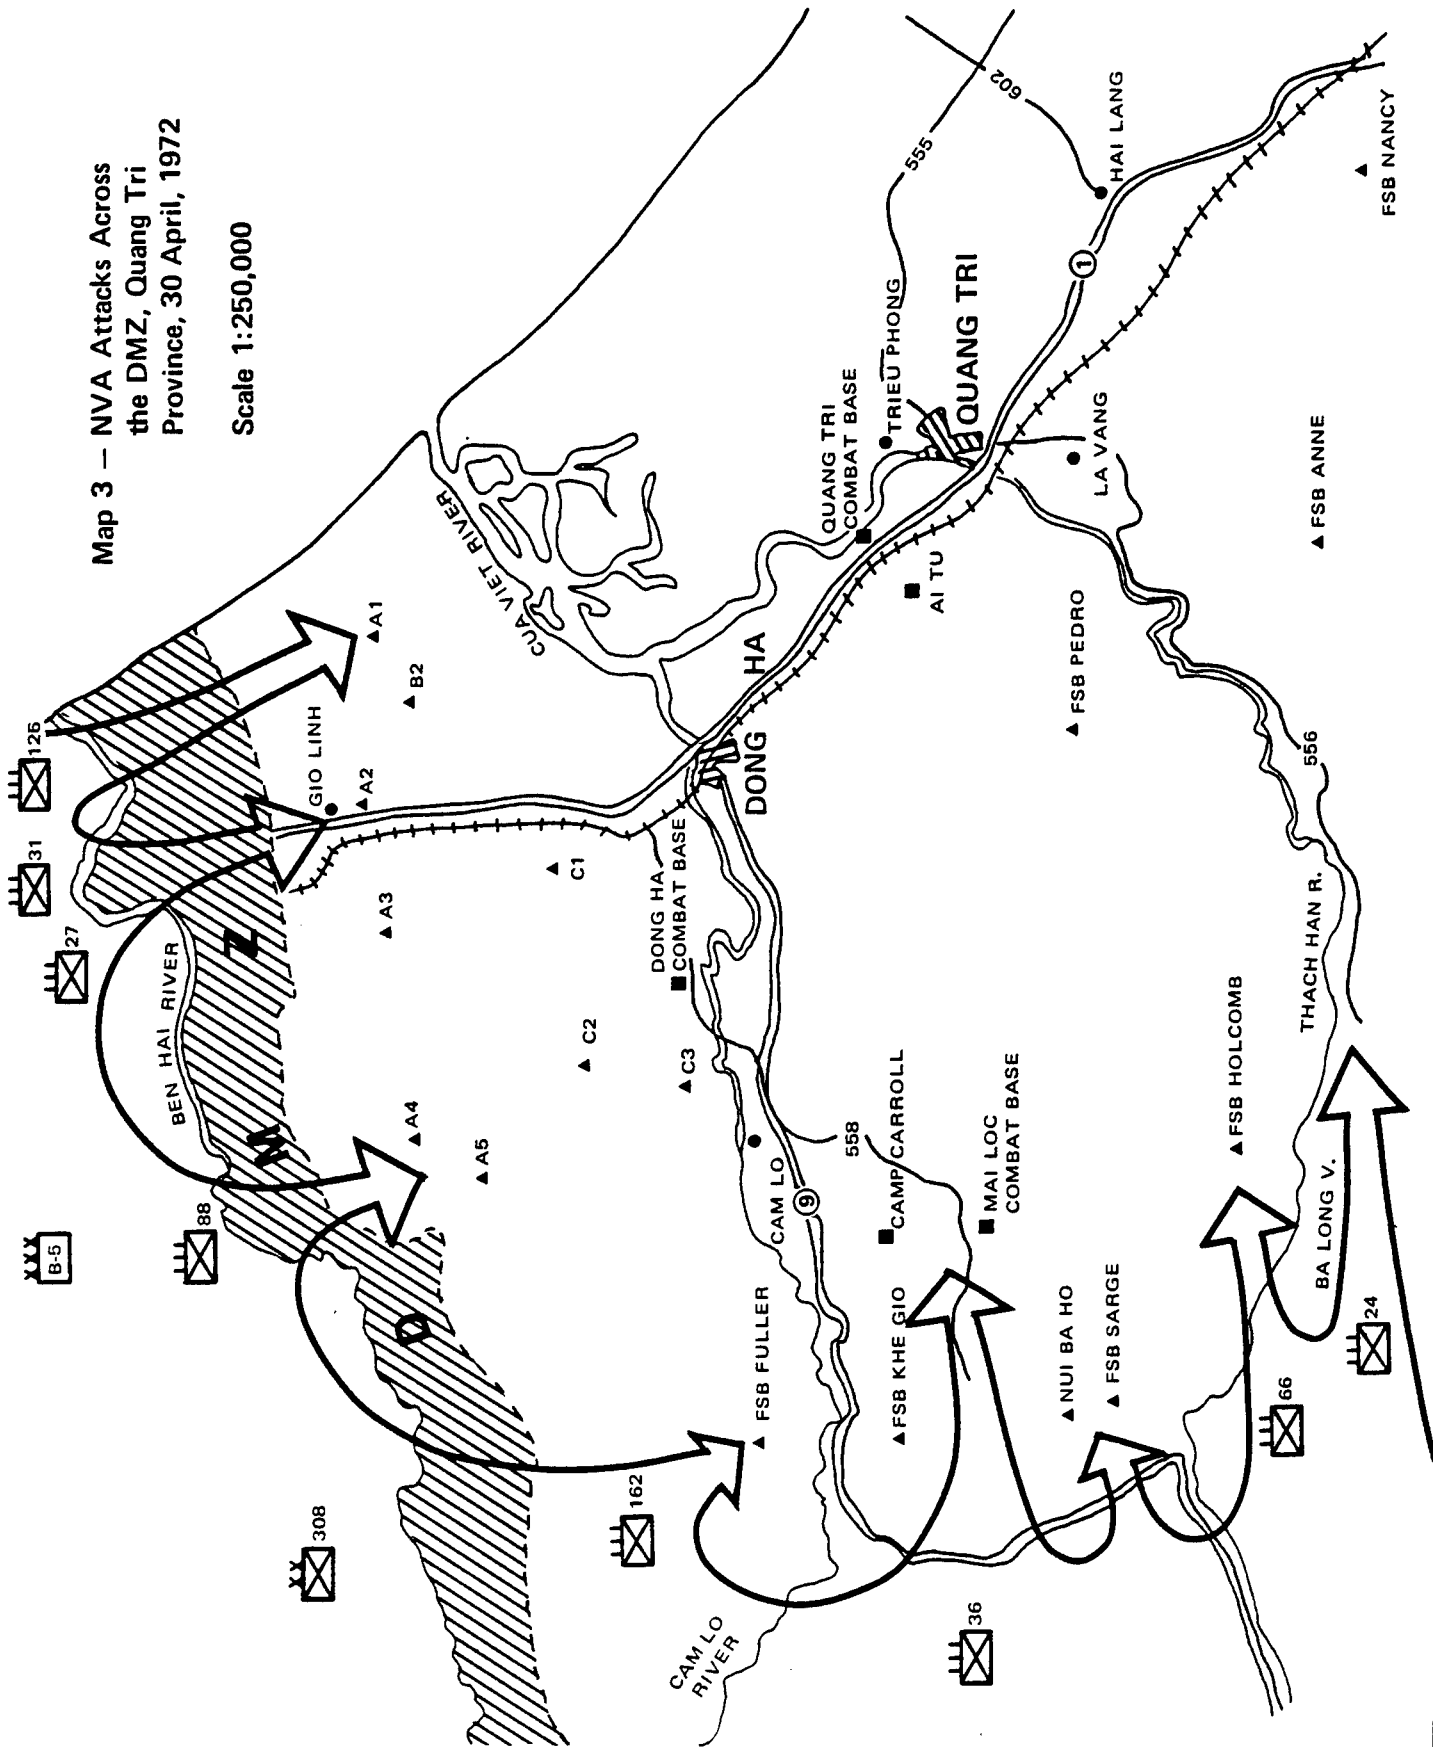 Map 3 — NVA Attacks Across
the DMZ, Quang Tri
Province, 30 April, 1972
Scale 1:250,000
126
31
27
B-5
88
308
162
36
66
24
BEN HAI RIVER
D M Z
GIO LINH
A1
B2
A2
A3
A4
A5
C1
C2
C3
CUA VIET RIVER
DONG HA
DONG HA
COMBAT BASE
QUANG TRI
COMBAT BASE
TRIEU PHONG
QUANG TRI
AI TU
LA VANG
HAI LANG
555
602
1
FSB NANCY
FSB ANNE
FSB PEDRO
556
THACH HAN R.
CAM LO
9
558
CAMP CARROLL
MAI LOC
COMBAT BASE
FSB HOLCOMB
BA LONG V.
FSB FULLER
FSB KHE GIO
NUI BA HO
FSB SARGE
CAM LO
RIVER